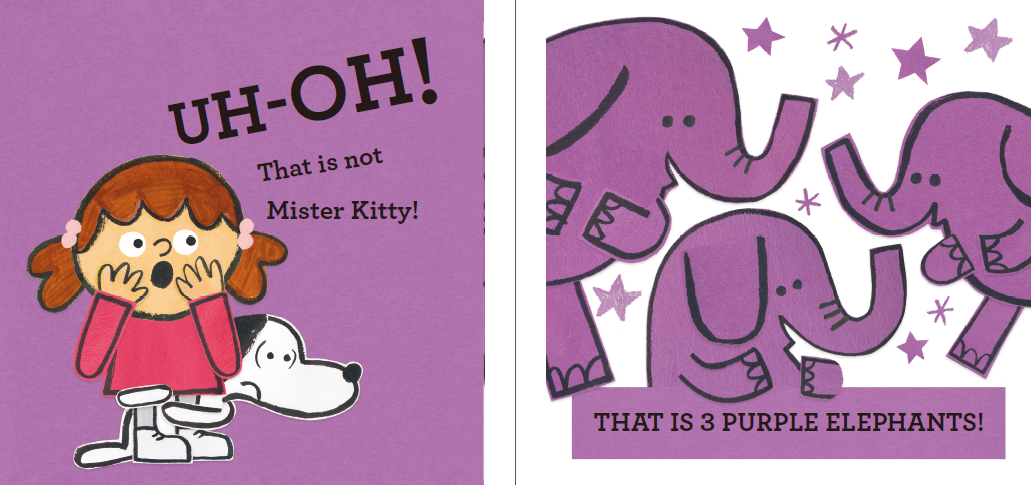 UH-OH!
That is not
Mister Kitty!
THAT IS 3 PURPLE ELEPHANTS!